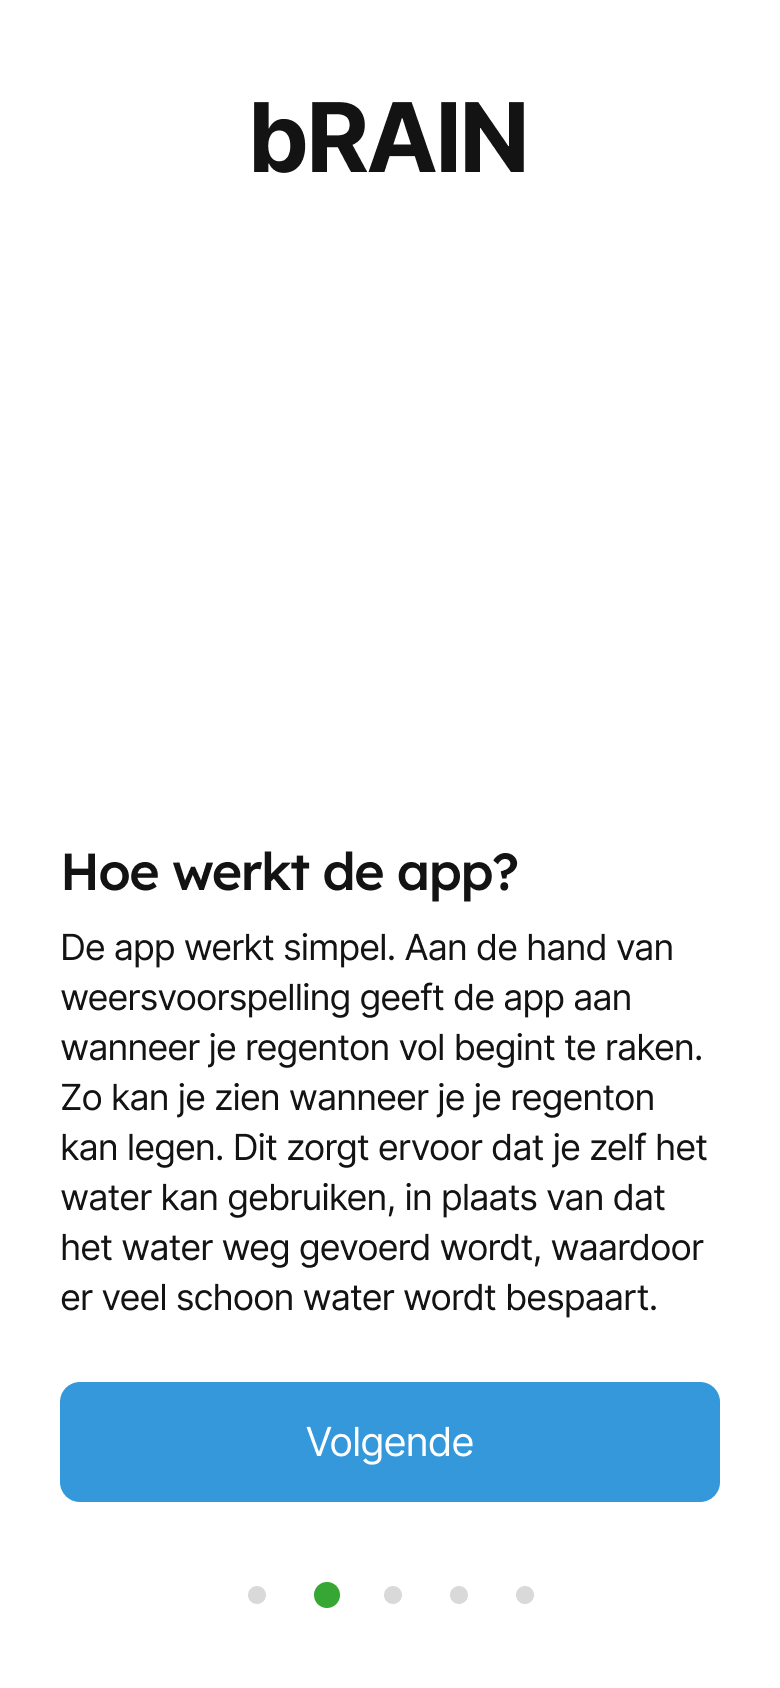 bRAIN
Hoe werkt de app?
De app werkt simpel. Aan de hand van
weersvoorspelling geeft de app aan
wanneer je regenton vol begint te raken.
Zo kan je zien wanneer je je regenton
kan legen. Dit zorgt ervoor dat je zelf het
water kan gebruiken, in plaats van dat
het water weg gevoerd wordt, waardoor
er veel schoon water wordt bespaart.
Volgende